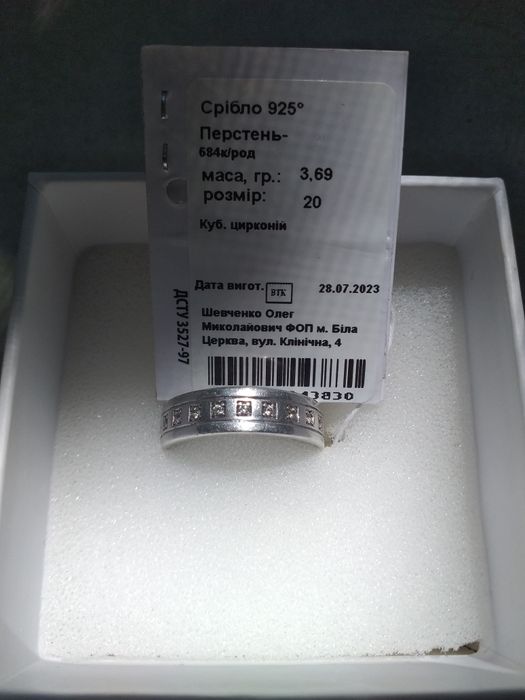 Срібло 925°
Перстень-
684к/род
маса, гр.: 3,69
розмір: 20
Куб. цирконій
Дата вигот. ВТК 28.07.2023
Шевченко Олег
Миколайович ФОП м. Біла
Церква, вул. Клінічна, 4
3830
ДСТУ 3527-97